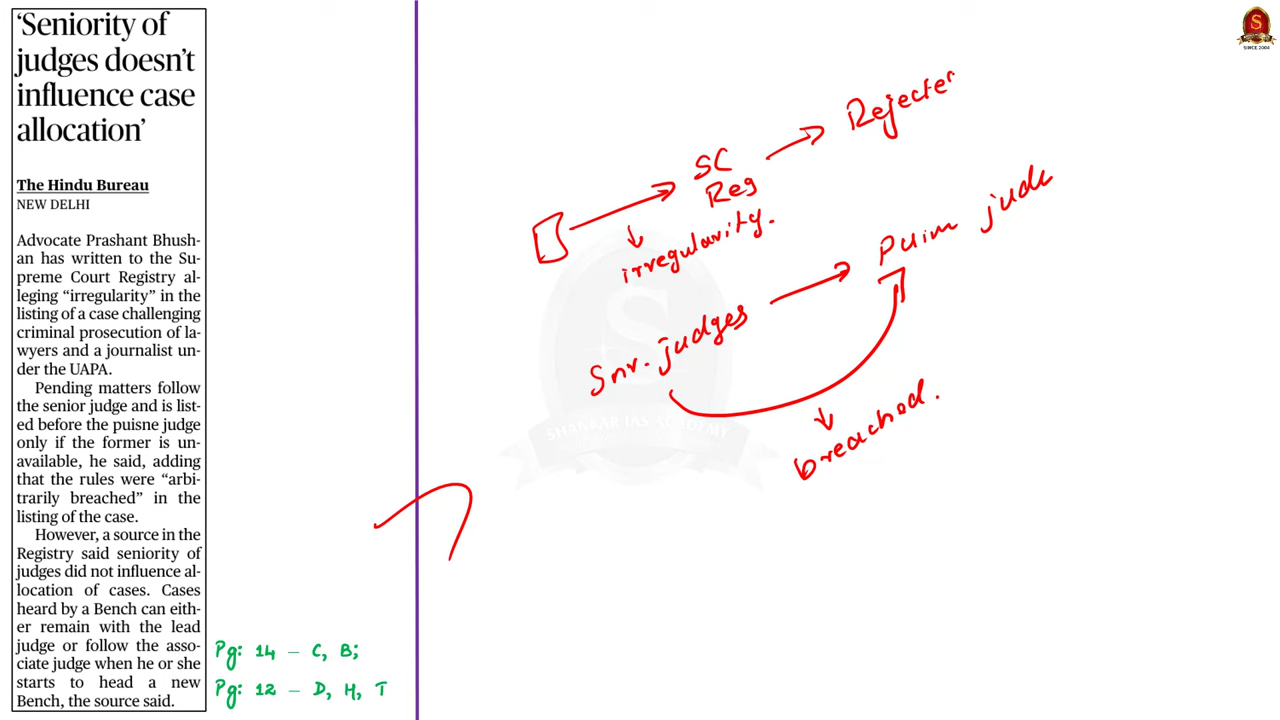 ‘Seniority of
judges doesn’t
influence case
allocation’
The Hindu Bureau
NEW DELHI
Advocate Prashant Bhush-
an has written to the Su-
preme Court Registry al-
leging “irregularity” in the
listing of a case challenging
criminal prosecution of la-
wyers and a journalist un-
der the UAPA.
Pending matters follow
the senior judge and is list-
ed before the puisne judge
only if the former is un-
available, he said, adding
that the rules were “arbi-
trarily breached” in the
listing of the case.
However, a source in the
Registry said seniority of
judges did not influence al-
location of cases. Cases
heard by a Bench can eith-
er remain with the lead
judge or follow the asso-
ciate judge when he or she
starts to head a new
Bench, the source said.
Pg: 14 – C, B;
Pg: 12 – D, H, T
SC
Reg
irregularity.
Rejected
Snr. judges
breached.
SHANKAR IAS ACADEMY
S
SINCE 2004